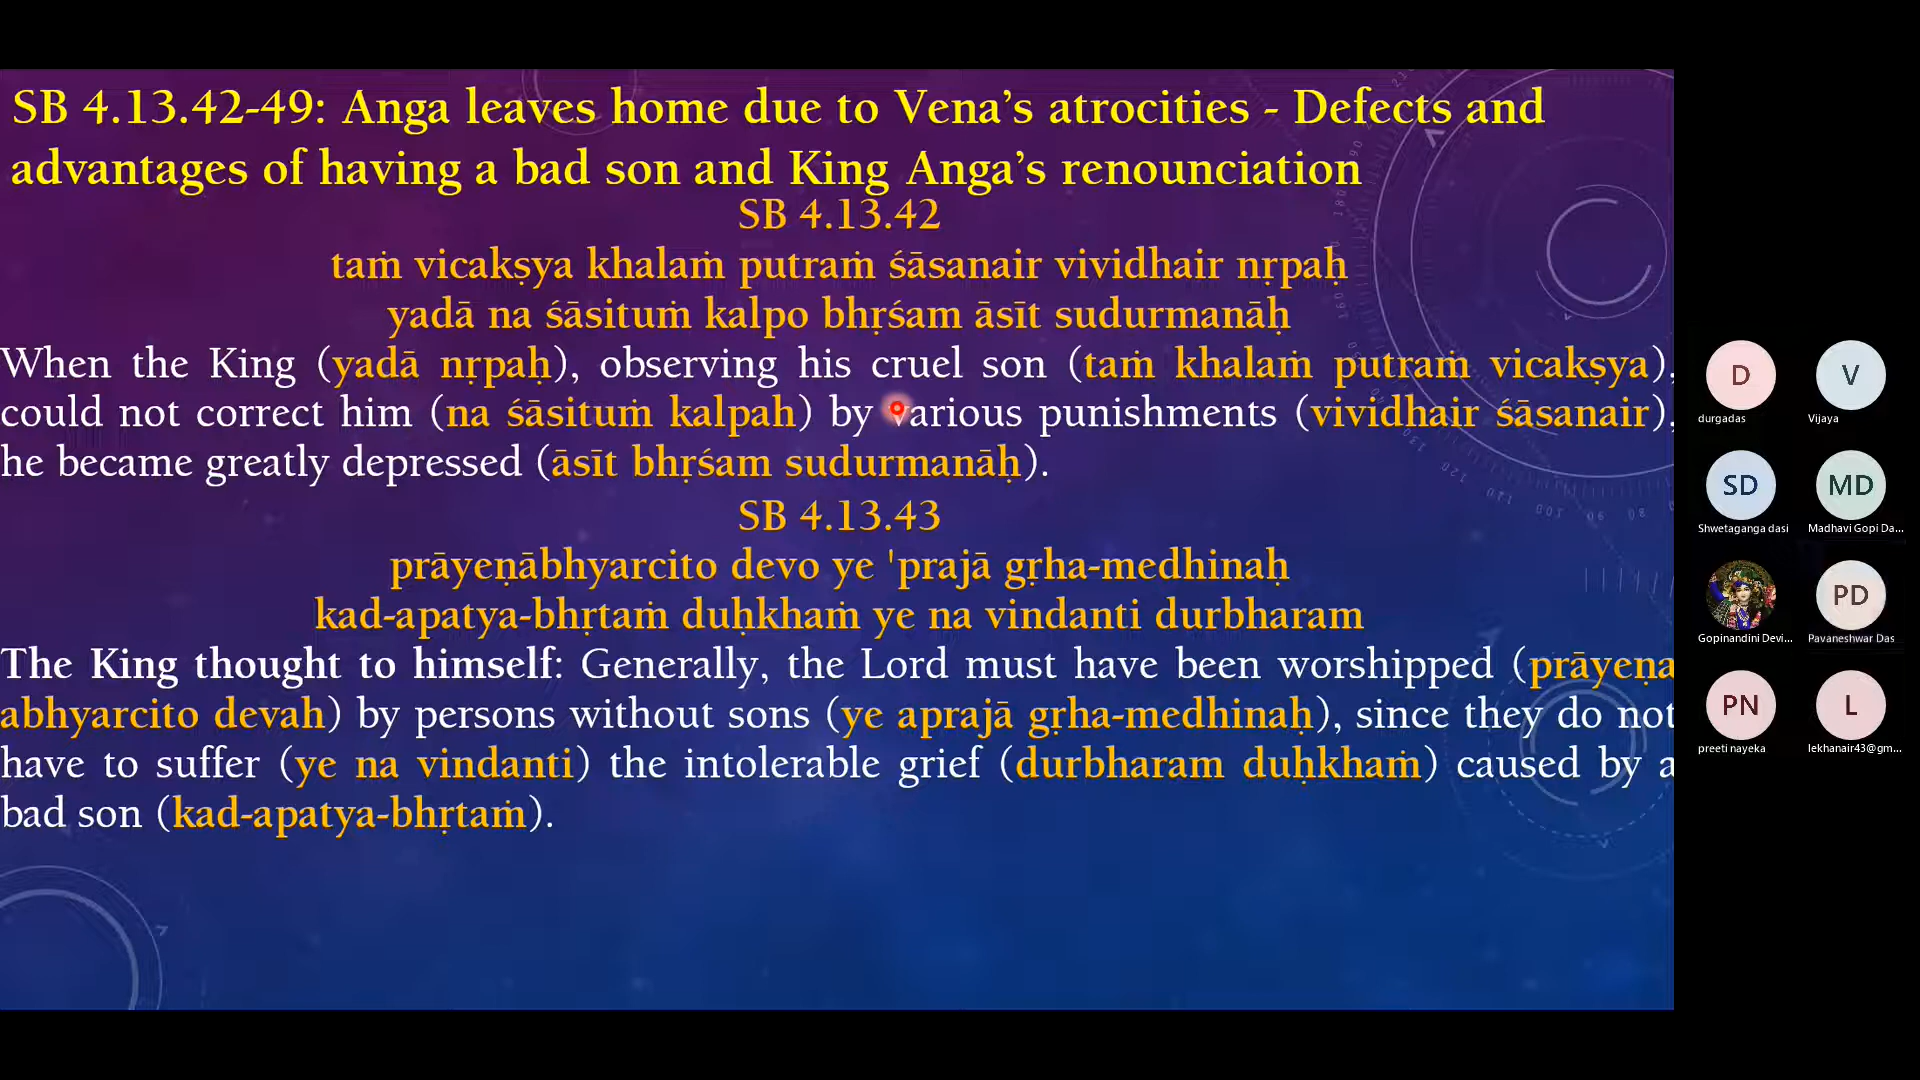 SB 4.13.42-49: Anga leaves home due to Vena’s atrocities - Defects and
advantages of having a bad son and King Anga’s renounciation
SB 4.13.42
taṁ vicakṣya khalaṁ putraṁ śāsanair vividhair nṛpaḥ
yadā na śāsituṁ kalpo bhṛśam āsīt sudurmanāḥ
When the King (yadā nṛpaḥ), observing his cruel son (taṁ khalaṁ putraṁ vicakṣya),
could not correct him (na śāsituṁ kalpah) by various punishments (vividhair śāsanair),
he became greatly depressed (āsīt bhṛśam sudurmanāḥ).
SB 4.13.43
prāyeṇābhyarcito devo ye 'prajā gṛha-medhinaḥ
kad-apatya-bhṛtaṁ duḥkhaṁ ye na vindanti durbharam
The King thought to himself: Generally, the Lord must have been worshipped (prāyeṇa
abhyarcito devah) by persons without sons (ye aprajā gṛha-medhinaḥ), since they do not
have to suffer (ye na vindanti) the intolerable grief (durbharam duḥkhaṁ) caused by a
bad son (kad-apatya-bhṛtaṁ).
D
durgadas
V
Vijaya
SD
Shwetaganga dasi
MD
Madhavi Gopi Da...
Gopinandini Devi...
PD
Pavaneshwar Das
PN
preeti nayeka
L
lekhanair43@gm...